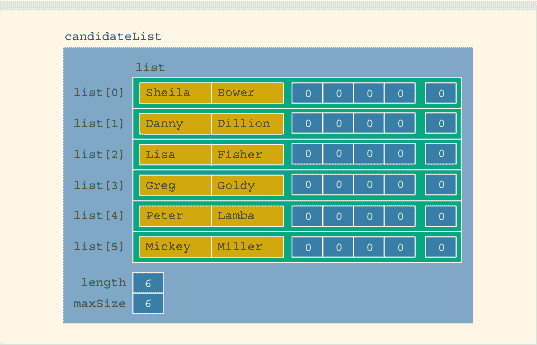 candidateList
list
list[0] Sheila Bower 0 0 0 0 0
list[1] Danny Dillion 0 0 0 0 0
list[2] Lisa Fisher 0 0 0 0 0
list[3] Greg Goldy 0 0 0 0 0
list[4] Peter Lamba 0 0 0 0 0
list[5] Mickey Miller 0 0 0 0 0
length 6
maxSize 6